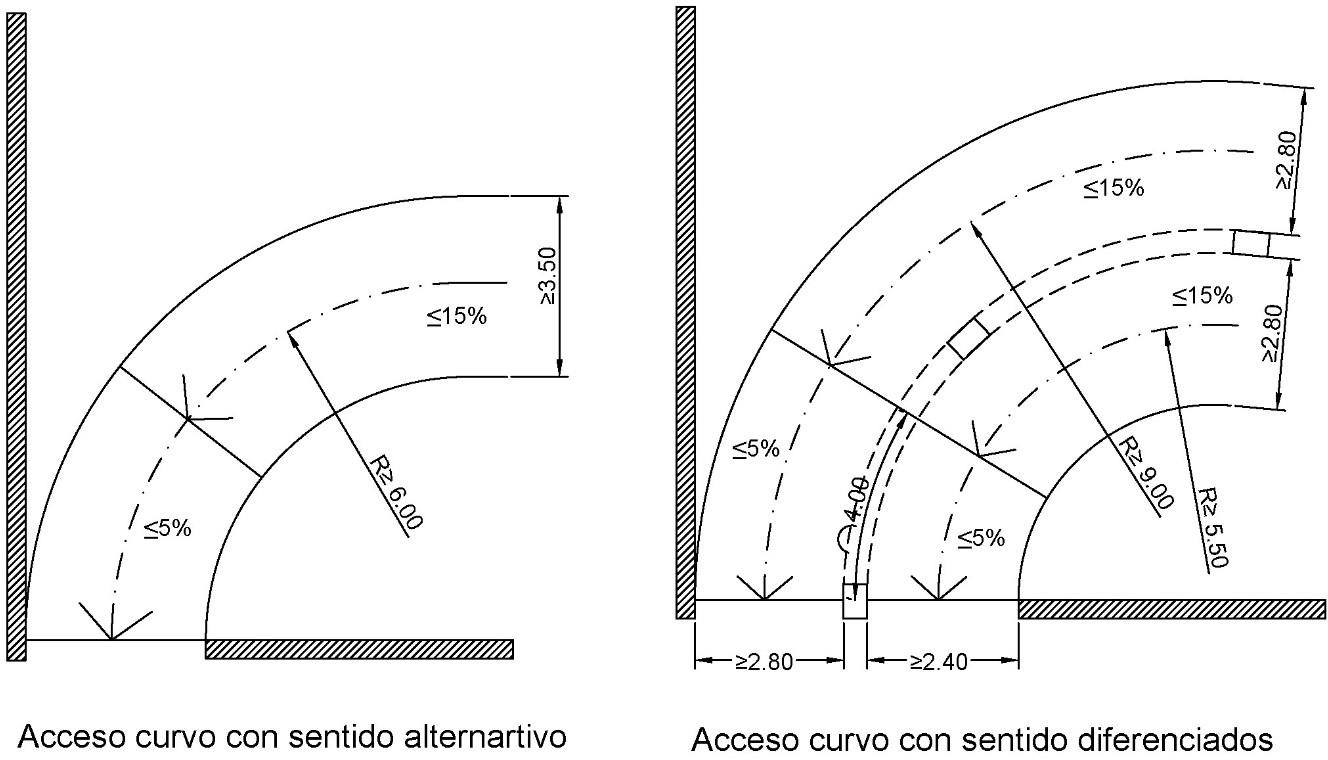 ≥3.50
≤15%
R≥ 6.00
≤5%
Acceso curvo con sentido alternartivo
≥2.80
≤15%
≤15%
≥2.80
≤5%
R≥ 9.00
4.00
R≥ 5.50
≤5%
≥2.80
≥2.40
Acceso curvo con sentido diferenciados